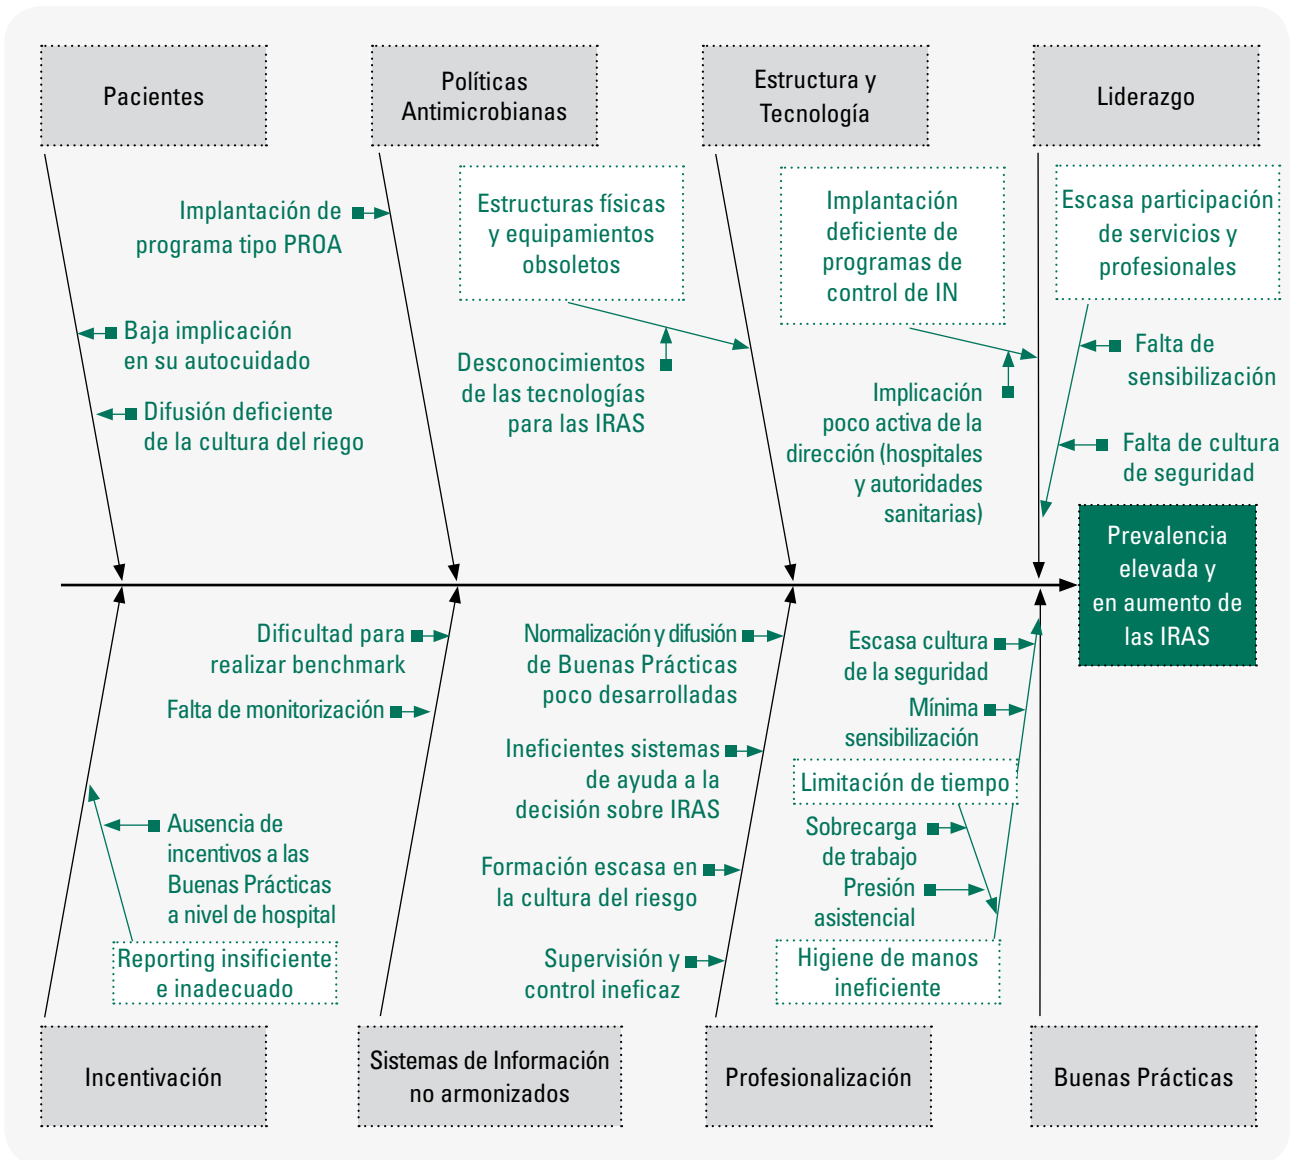 Pacientes
Políticas
Antimicrobianas
Estructura y
Tecnología
Liderazgo
Implantación de
programa tipo PROA
Baja implicación
en su autocuidado
Difusión deficiente
de la cultura del riego
Estructuras físicas
y equipamientos
obsoletos
Desconocimientos
de las tecnologías
para las IRAS
Implantación
deficiente de
programas de
control de IN
Implicación
poco activa de la
dirección (hospitales
y autoridades
sanitarias)
Escasa participación
de servicios y
profesionales
Falta de
sensibilización
Falta de cultura
de seguridad
Prevalencia
elevada y
en aumento de
las IRAS
Dificultad para
realizar benchmark
Falta de monitorización
Ausencia de
incentivos a las
Buenas Prácticas
a nivel de hospital
Reporting insificiente
e inadecuado
Normalización y difusión
de Buenas Prácticas
poco desarrolladas
Ineficientes sistemas
de ayuda a la
decisión sobre IRAS
Formación escasa en
la cultura del riesgo
Supervisión y
control ineficaz
Escasa cultura
de la seguridad
Mínima
sensibilización
Limitación de tiempo
Sobrecarga
de trabajo
Presión
asistencial
Higiene de manos
ineficiente
Incentivación
Sistemas de Información
no armonizados
Profesionalización
Buenas Prácticas